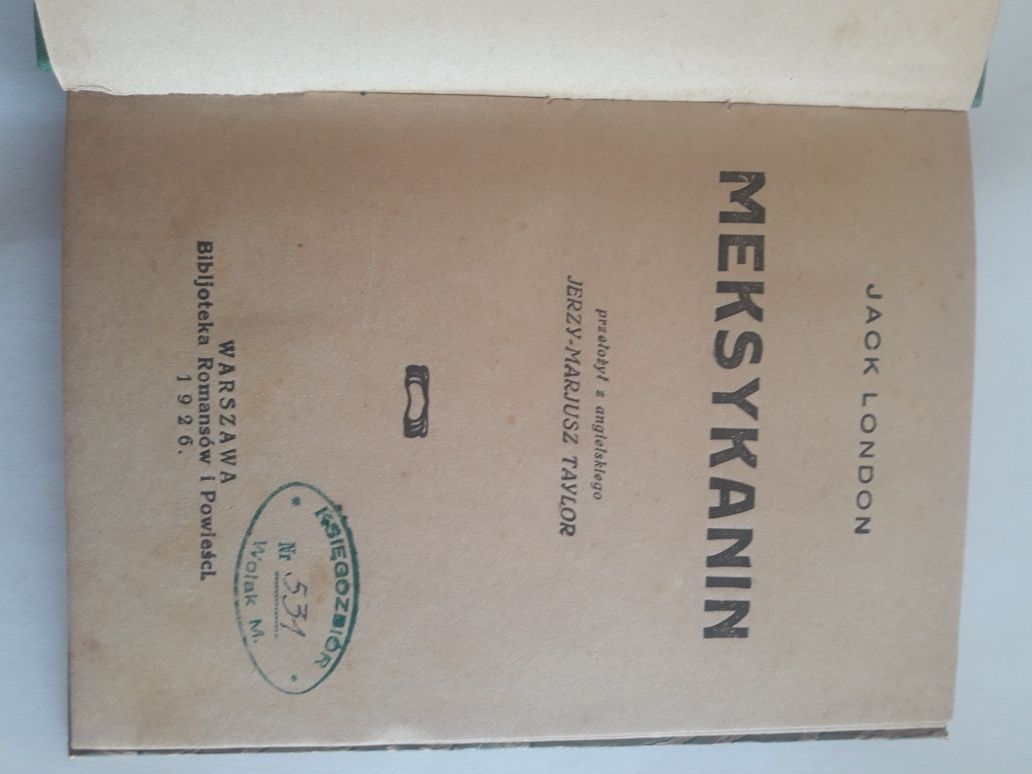 JACK LONDON
MEKSYKANIN
przełożył z angielskiego
JERZY-MARJUSZ TAYLOR
WARSZAWA
Bibljoteka Romansów i Powieści.
1926.
* KSIĘGOZBIÓR *
Nr 531
Wolak M.